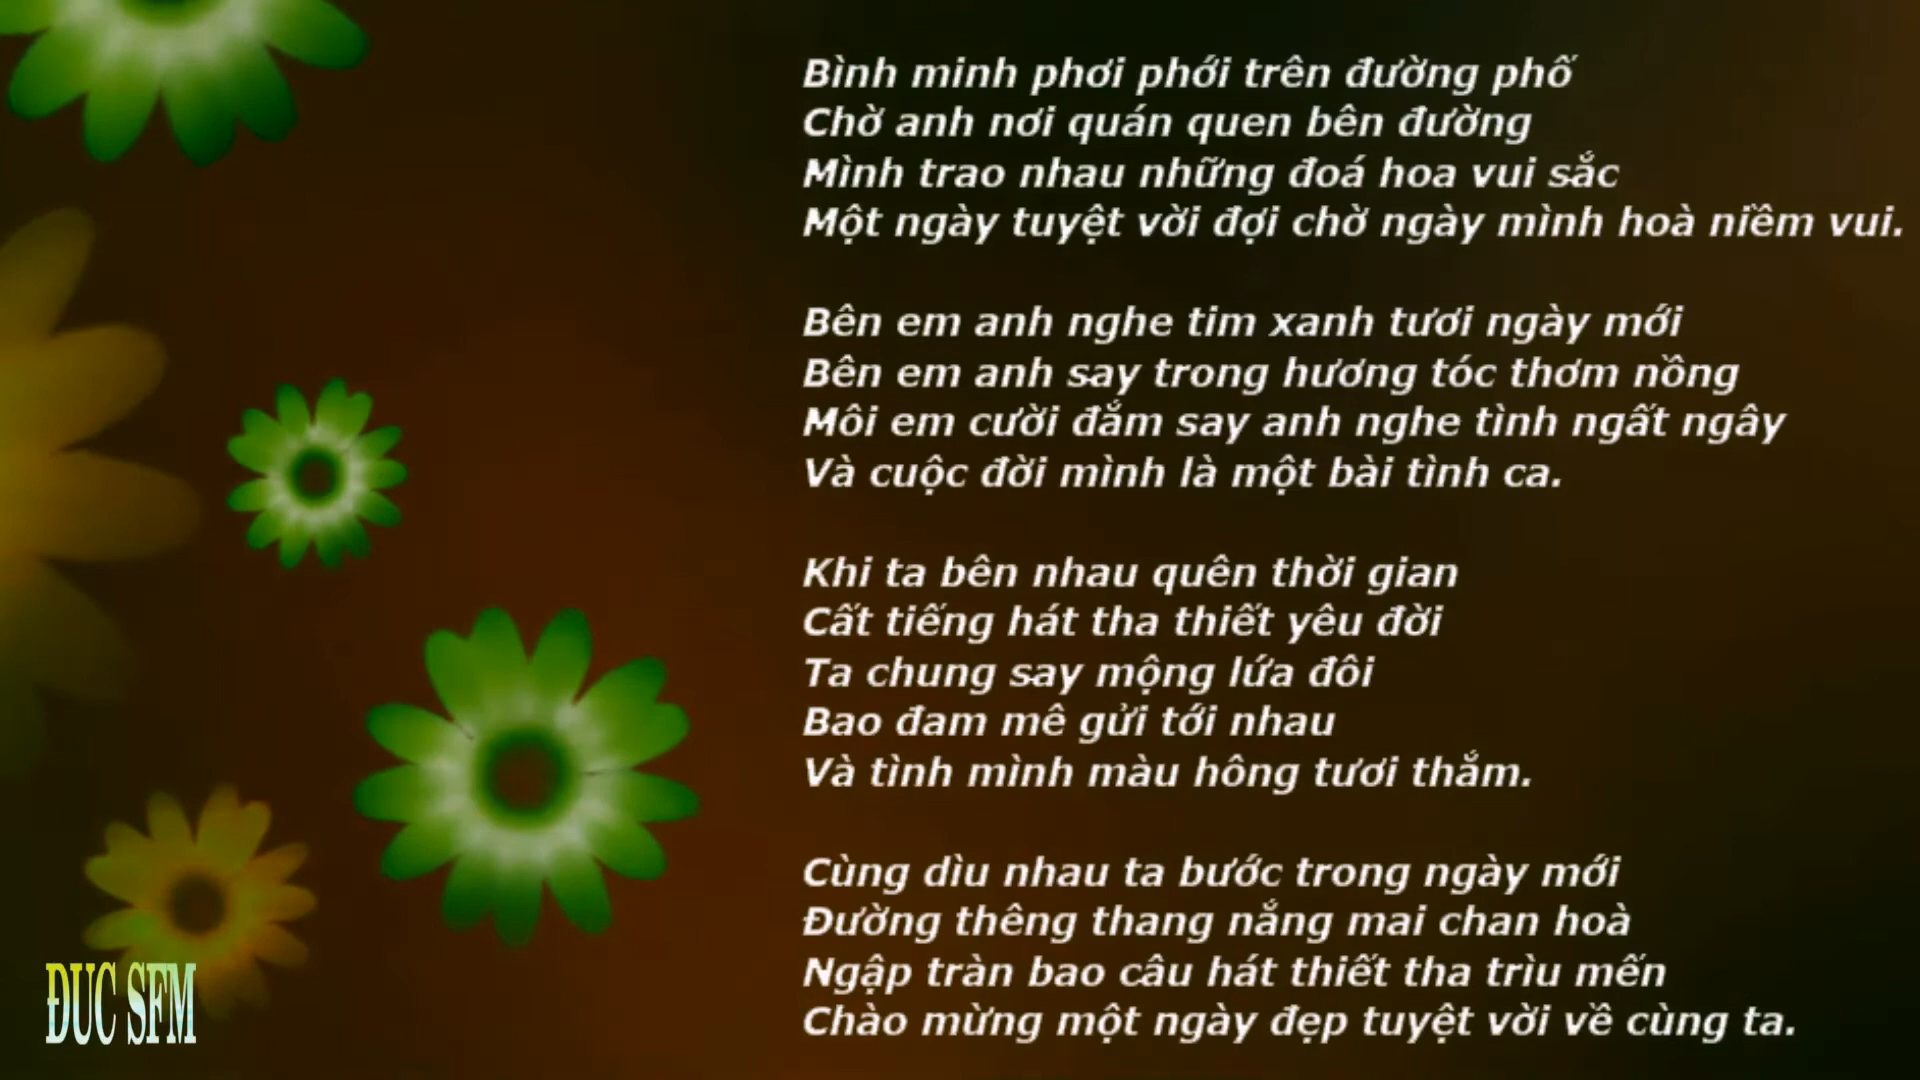 Bình minh phơi phới trên đường phố
Chờ anh nơi quán quen bên đường
Mình trao nhau những đoá hoa vui sắc
Một ngày tuyệt vời đợi chờ ngày mình hoà niềm vui.
Bên em anh nghe tim xanh tươi ngày mới
Bên em anh say trong hương tóc thơm nồng
Môi em cười đắm say anh nghe tình ngất ngây
Và cuộc đời mình là một bài tình ca.
Khi ta bên nhau quên thời gian
Cất tiếng hát tha thiết yêu đời
Ta chung say mộng lứa đôi
Bao đam mê gửi tới nhau
Và tình mình màu hông tươi thắm.
Cùng dìu nhau ta bước trong ngày mới
Đường thênh thang nắng mai chan hoà
Ngập tràn bao câu hát thiết tha trìu mến
Chào mừng một ngày đẹp tuyệt vời về cùng ta.
ĐUC SFM